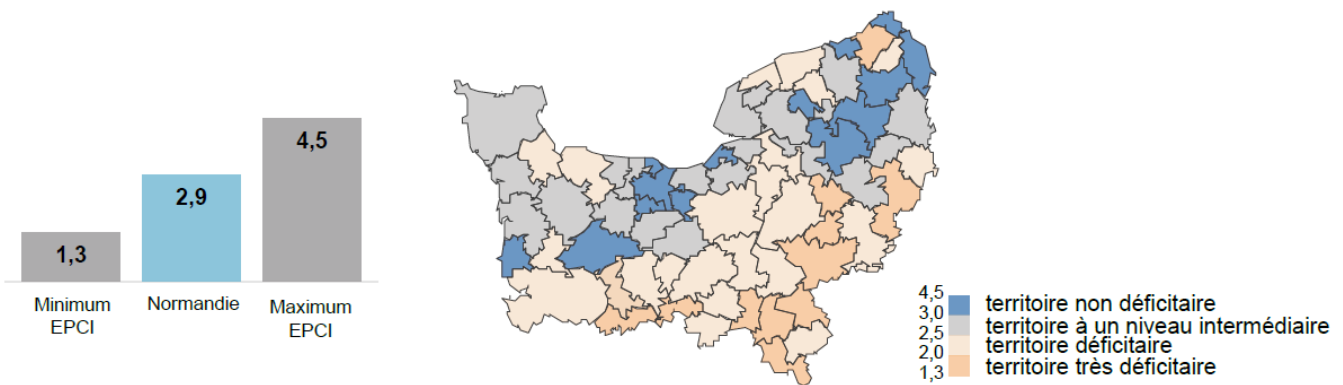 1,3
2,9
4,5
Minimum
EPCI
Normandie
Maximum
EPCI
4,5
3,0
2,5
2,0
1,3
territoire non déficitaire
territoire à un niveau intermédiaire
territoire déficitaire
territoire très déficitaire